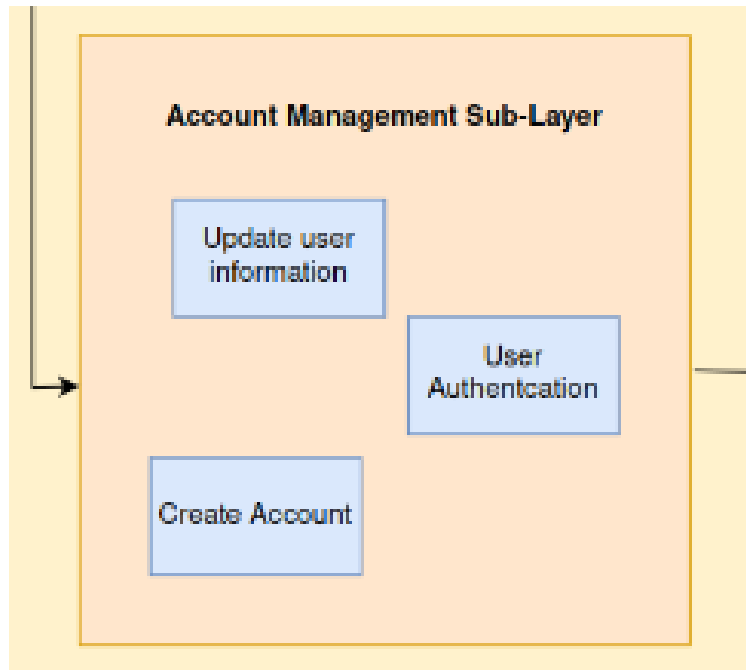 Account Management Sub-Layer
Update user
information
User
Authentcation
Create Account